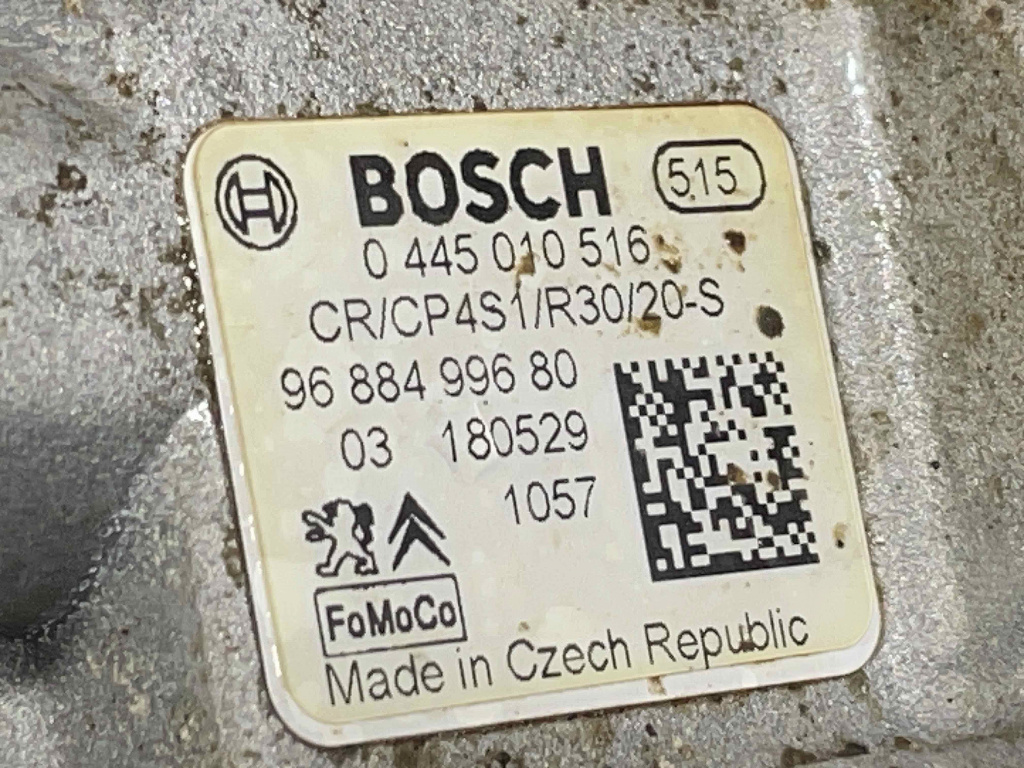 BOSCH 515
0 445 010 516
CR/CP4S1/R30/20-S
96 884 996 80
03 180529
1057
FoMoCo
Made in Czech Republic